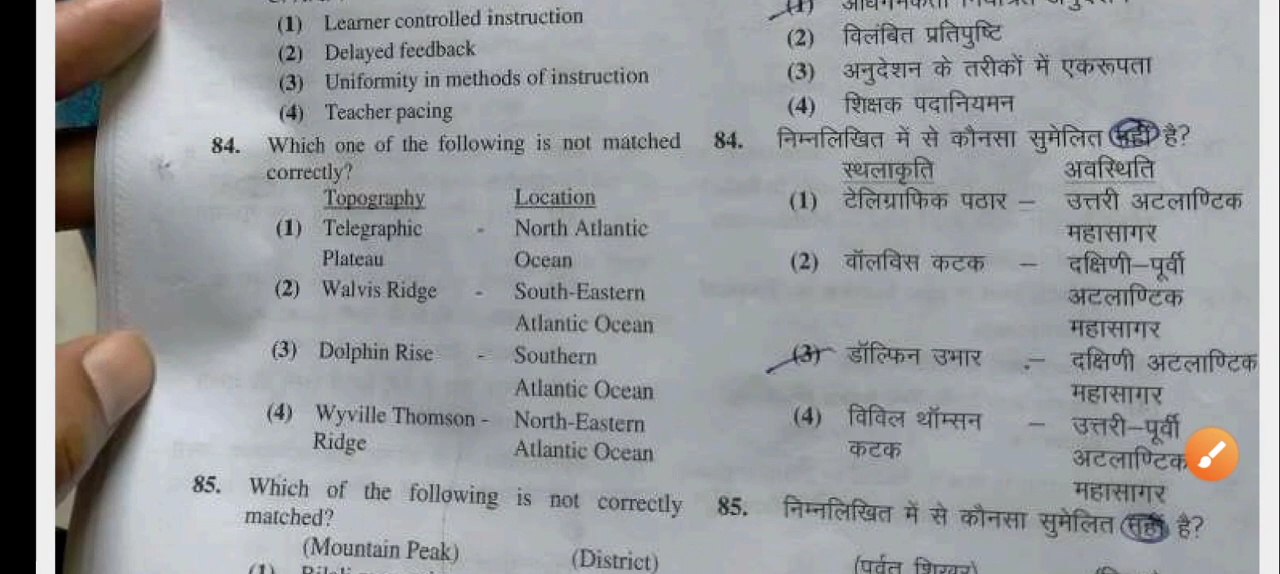 (1) Learner controlled instruction
(2) Delayed feedback
(3) Uniformity in methods of instruction
(4) Teacher pacing
84. Which one of the following is not matched
correctly?
Topography Location
(1) Telegraphic - North Atlantic
Plateau Ocean
(2) Walvis Ridge - South-Eastern
Atlantic Ocean
(3) Dolphin Rise - Southern
Atlantic Ocean
(4) Wyville Thomson - North-Eastern
Ridge Atlantic Ocean
85. Which of the following is not correctly
matched?
(Mountain Peak) (District)
(1)
(1)
(2) विलंबित प्रतिपुष्टि
(3) अनुदेशन के तरीकों में एकरूपता
(4) शिक्षक पदानियमन
84. निम्नलिखित में से कौनसा सुमेलित नहीं है?
स्थलाकृति अवस्थिति
(1) टेलिग्राफिक पठार – उत्तरी अटलाण्टिक
महासागर
(2) वॉलविस कटक – दक्षिणी–पूर्वी
अटलाण्टिक
महासागर
(3) डॉल्फिन उभार – दक्षिणी अटलाण्टिक
महासागर
(4) विविल थॉम्सन – उत्तरी–पूर्वी
कटक अटलाण्टिक
महासागर
85. निम्नलिखित में से कौनसा सुमेलित नहीं है?
(पर्वत शिखर)